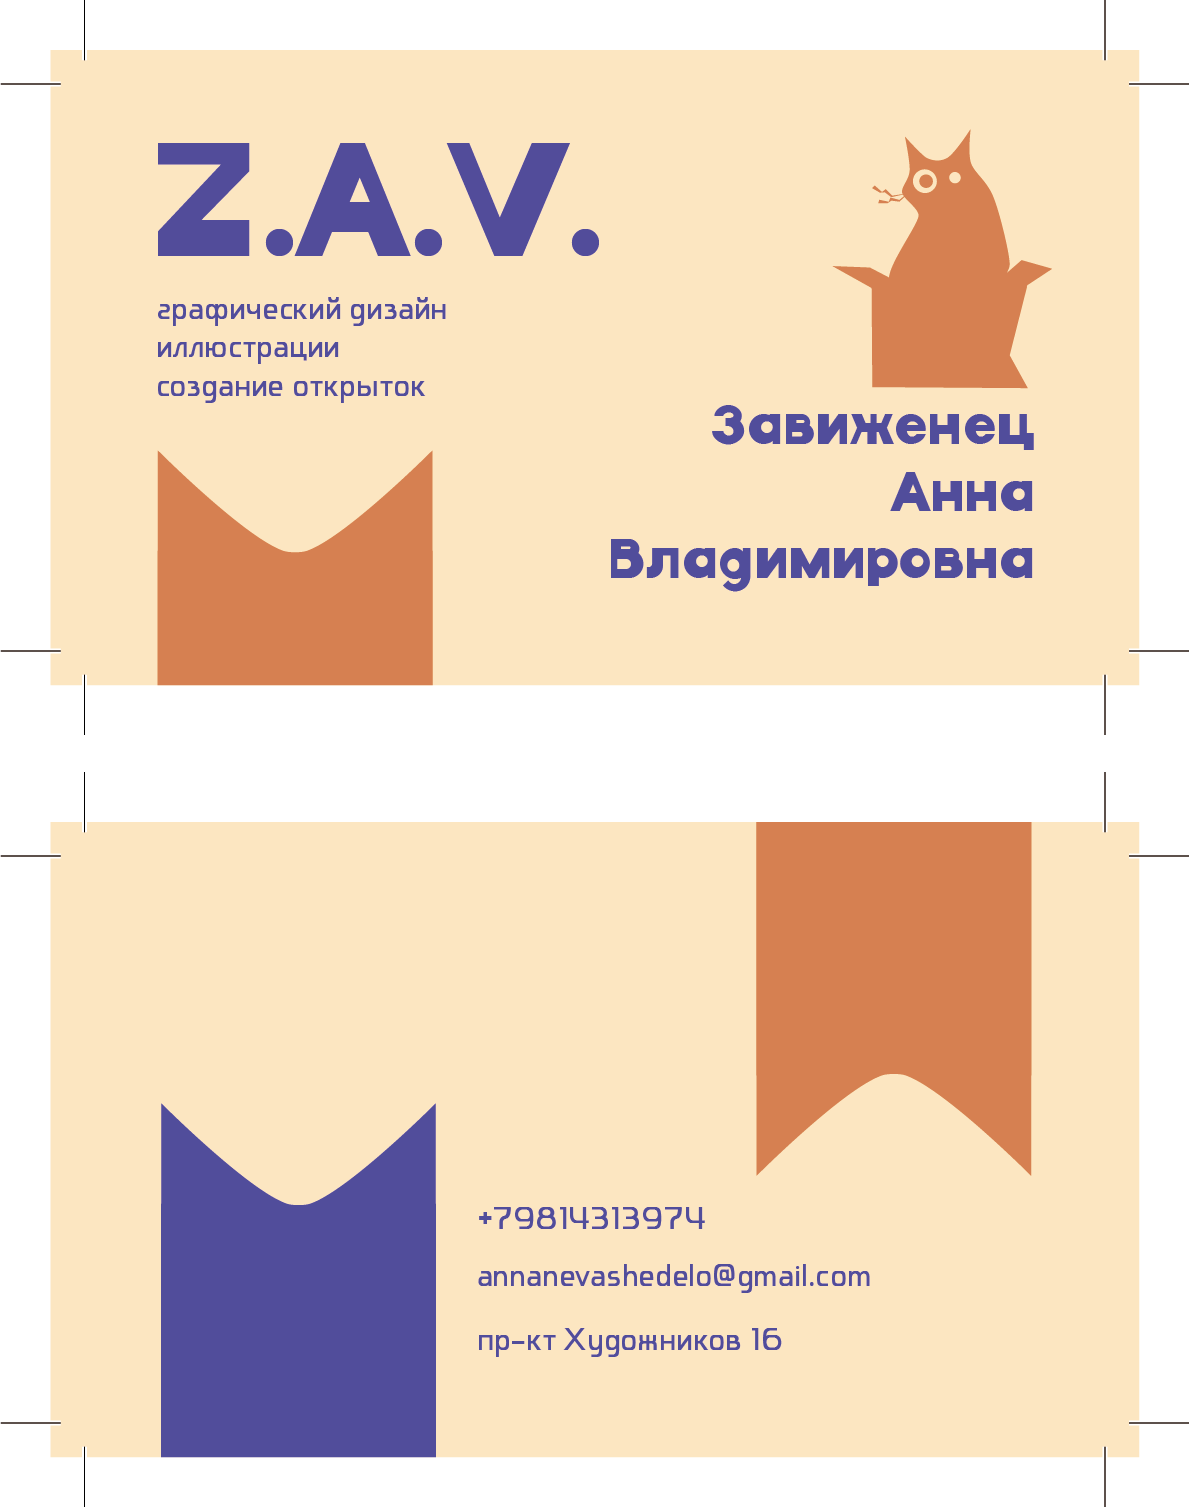 Z.A.V.
графический дизайн
иллюстрации
создание открыток
Завиженец
Анна
Владимировна
+79814313974
annanevashedelo@gmail.com
пр-кт Художников 16